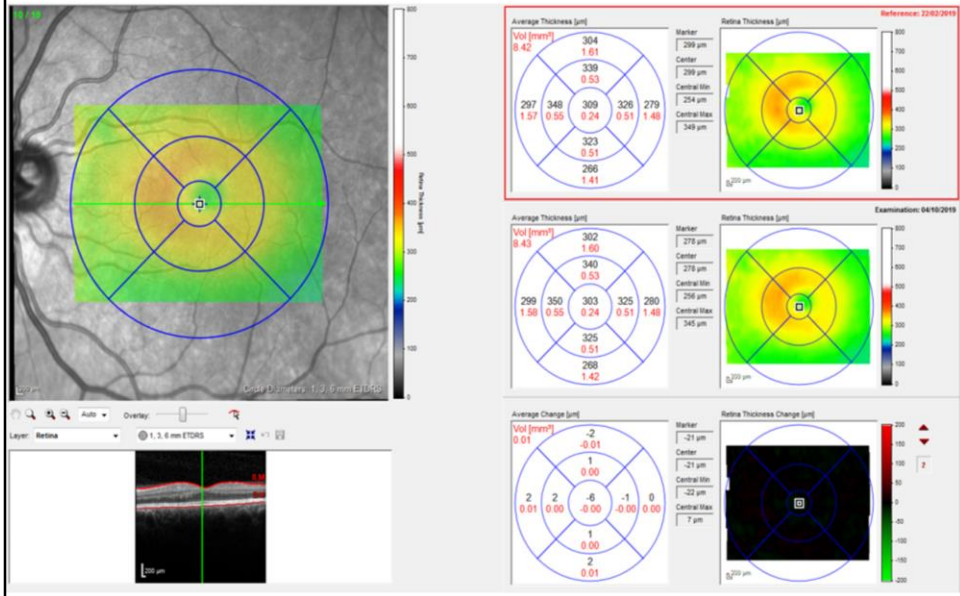 10 / 19
800
700
600
500
400
300
200
100
0
Retina Thickness [µm]
200 µm
Circle Diameters: 1, 3, 6 mm ETDRS
Auto
Overlay:
Layer: Retina
1, 3, 6 mm ETDRS
200 µm
Reference: 22/02/2019
Average Thickness [µm]
Vol [mm³]
8.42
304
1.61
339
0.53
297 348 309 326 279
1.57 0.55 0.24 0.51 1.48
323
0.51
266
1.41
Marker
299 µm
Center
299 µm
Central Min
254 µm
Central Max
349 µm
Retina Thickness [µm]
200 µm
800
700
600
500
400
300
200
100
0
Examination: 04/10/2019
Average Thickness [µm]
Vol [mm³]
8.43
302
1.60
340
0.53
299 350 303 325 280
1.58 0.55 0.24 0.51 1.48
325
0.51
268
1.42
Marker
278 µm
Center
278 µm
Central Min
256 µm
Central Max
345 µm
Retina Thickness [µm]
200 µm
800
700
600
500
400
300
200
100
0
Average Change [µm]
Vol [mm³]
0.01
-2
-0.01
1
0.00
2 2 -6 -1 0
0.01 0.00 -0.00 -0.00 0.00
1
0.00
2
0.01
Marker
-21 µm
Center
-21 µm
Central Min
-22 µm
Central Max
7 µm
Retina Thickness Change [µm]
200 µm
200
150
100
50
0
-50
-100
-150
-200
2